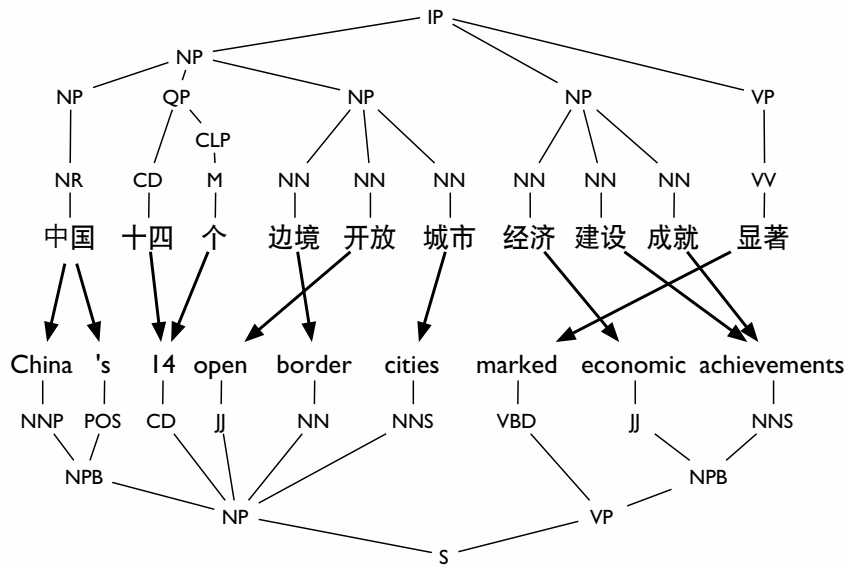 IP
NP
NP QP NP NP VP
CLP
NR CD M NN NN NN NN NN NN VV
中国 十四 个 边境 开放 城市 经济 建设 成就 显著
China 's 14 open border cities marked economic achievements
NNP POS CD JJ NN NNS VBD JJ NNS
NPB NPB
NP VP
S